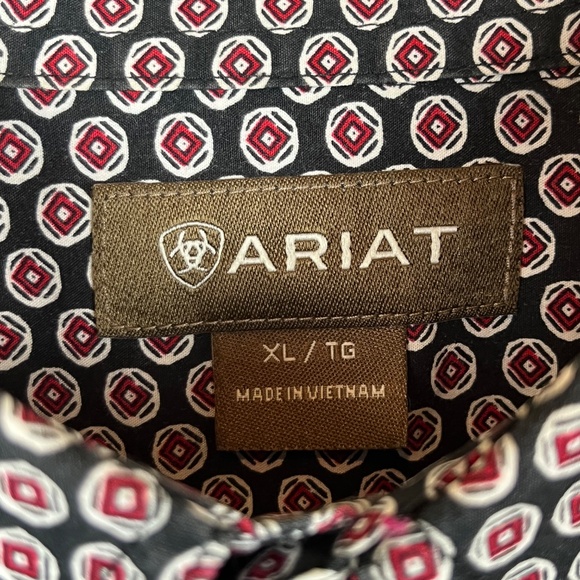 ARIAT
XL / TG
MADE IN VIETNAM